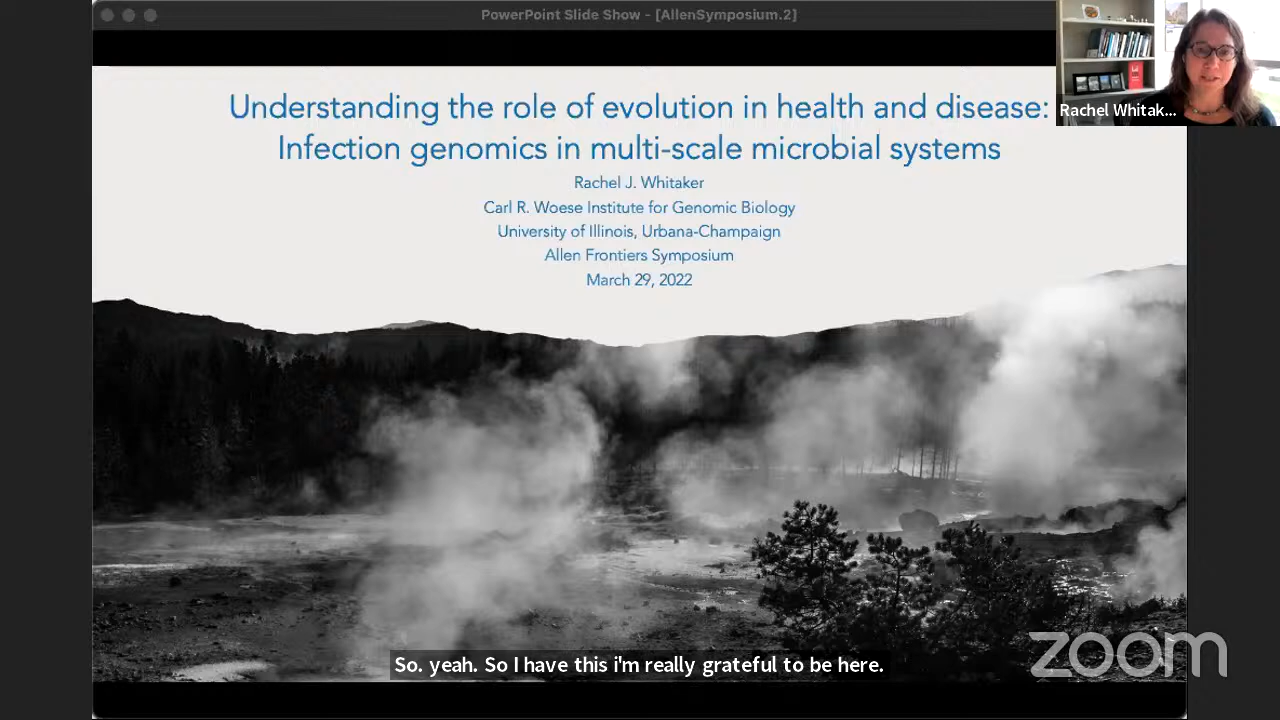 PowerPoint Slide Show - [AllenSymposium.2]
Rachel Whitak...
Understanding the role of evolution in health and disease:
Infection genomics in multi-scale microbial systems
Rachel J. Whitaker
Carl R. Woese Institute for Genomic Biology
University of Illinois, Urbana-Champaign
Allen Frontiers Symposium
March 29, 2022
So. yeah. So I have this i'm really grateful to be here.
zoom